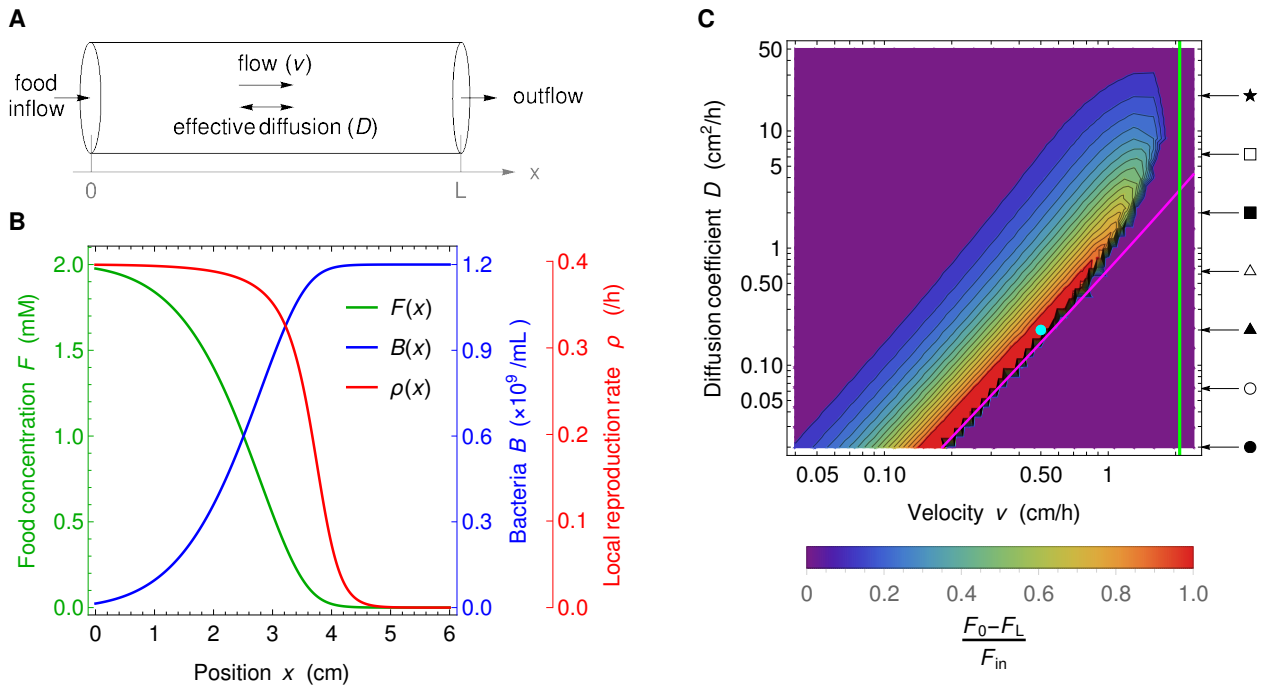 A
food
inflow
flow (v)
effective diffusion (D)
outflow
0
L
x
B
Food concentration F (mM)
2.0
1.5
1.0
0.5
0.0
F(x)
B(x)
ρ(x)
1.2
0.9
0.6
0.3
0.0
Bacteria B (×10⁹ /mL)
0.4
0.3
0.2
0.1
0.0
Local reproduction rate ρ (/h)
0 1 2 3 4 5 6
Position x (cm)
C
Diffusion coefficient D (cm²/h)
50
10
5
1
0.50
0.10
0.05
0.05 0.10 0.50 1
Velocity v (cm/h)
0 0.2 0.4 0.6 0.8 1.0
F₀−F_L
F_in